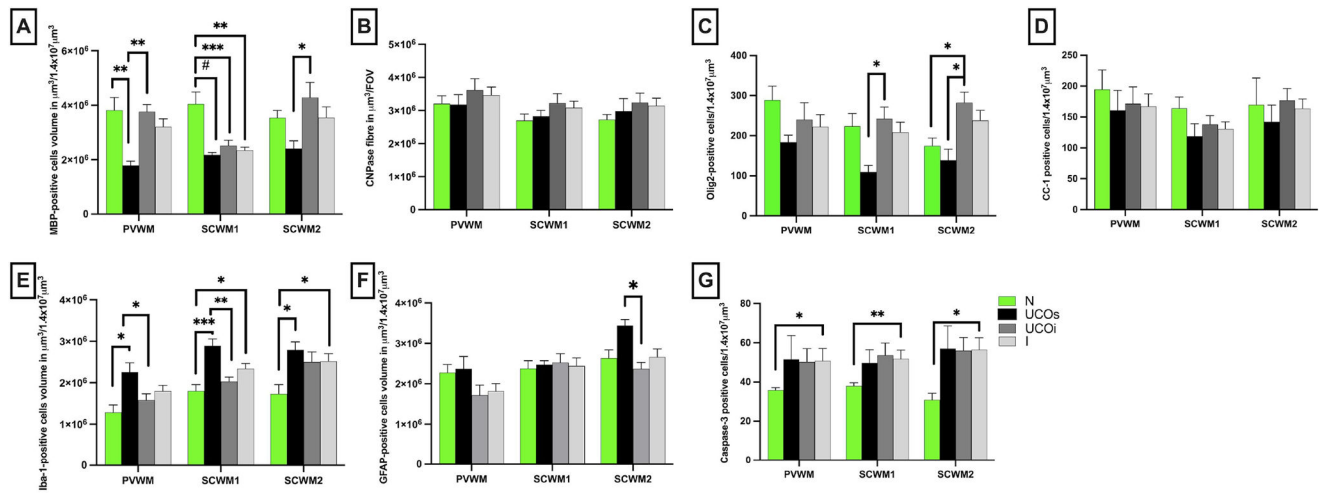 A
MBP-positive cells volume in μm³/1.4x10⁷μm³
6×10⁶
4×10⁶
2×10⁶
0
**
**
**
***
#
*
PVWM
SCWM1
SCWM2
B
CNPase fibre in μm³/FOV
5×10⁶
4×10⁶
3×10⁶
2×10⁶
1×10⁶
0
PVWM
SCWM1
SCWM2
C
Olig2-positive cells/1.4x10⁷μm³
300
200
100
0
*
*
*
PVWM
SCWM1
SCWM2
D
CC-1 positive cells/1.4x10⁷μm³
250
200
150
100
50
0
PVWM
SCWM1
SCWM2
E
Iba-1-positive cells volume in μm³/1.4x10⁷μm³
4×10⁶
3×10⁶
2×10⁶
1×10⁶
0
*
*
*
**
***
*
*
PVWM
SCWM1
SCWM2
F
GFAP-positive cells volume in μm³/1.4x10⁷μm³
4×10⁶
3×10⁶
2×10⁶
1×10⁶
0
*
PVWM
SCWM1
SCWM2
G
Caspase-3 positive cells/1.4x10⁷μm³
80
60
40
20
0
*
**
*
PVWM
SCWM1
SCWM2
N
UCOs
UCOi
I